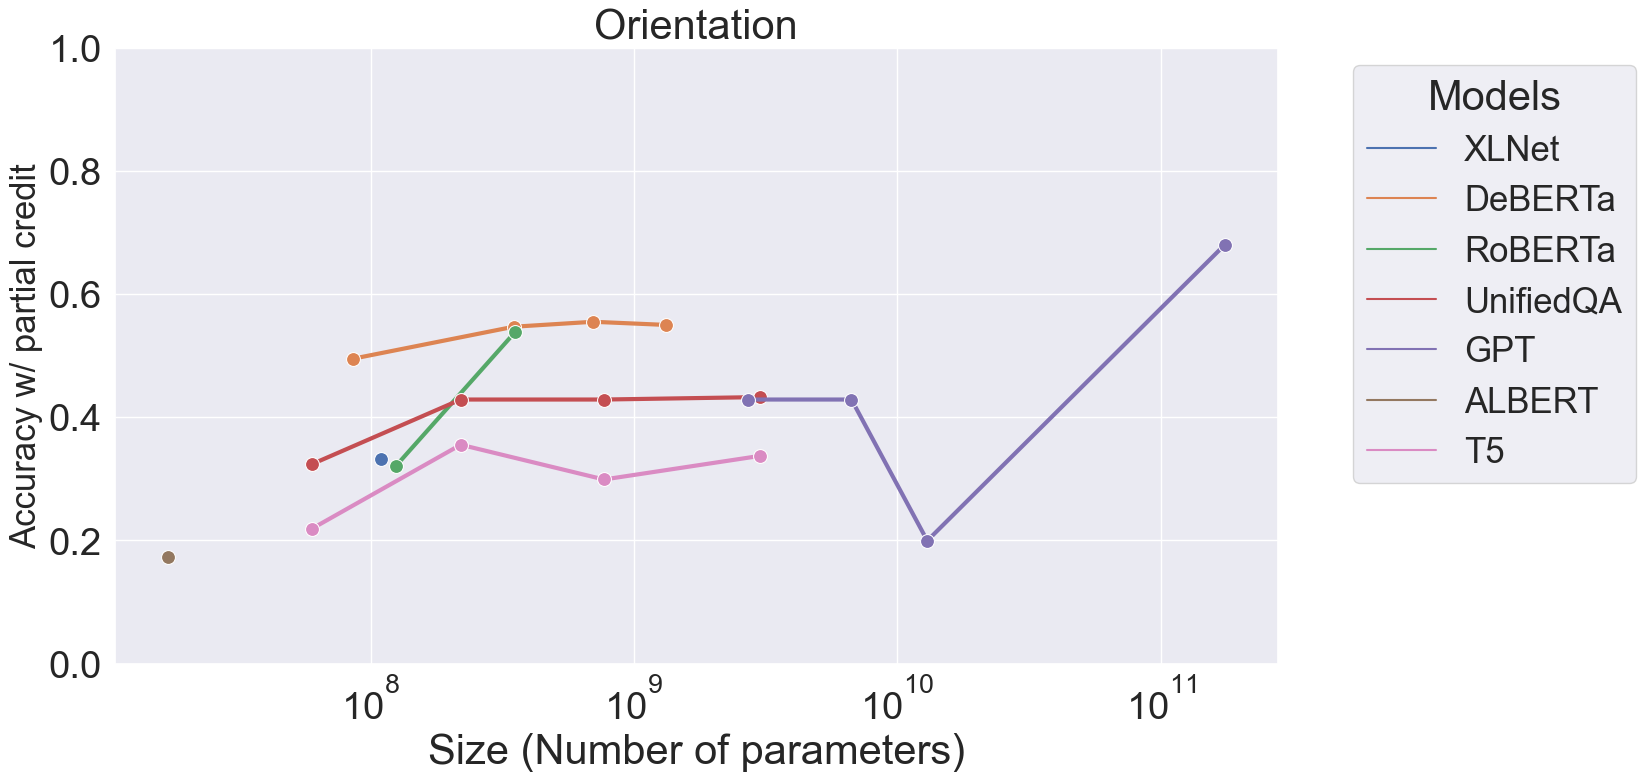 Orientation
Accuracy w/ partial credit
1.0
0.8
0.6
0.4
0.2
0.0
10^8
10^9
10^10
10^11
Size (Number of parameters)
Models
XLNet
DeBERTa
RoBERTa
UnifiedQA
GPT
ALBERT
T5